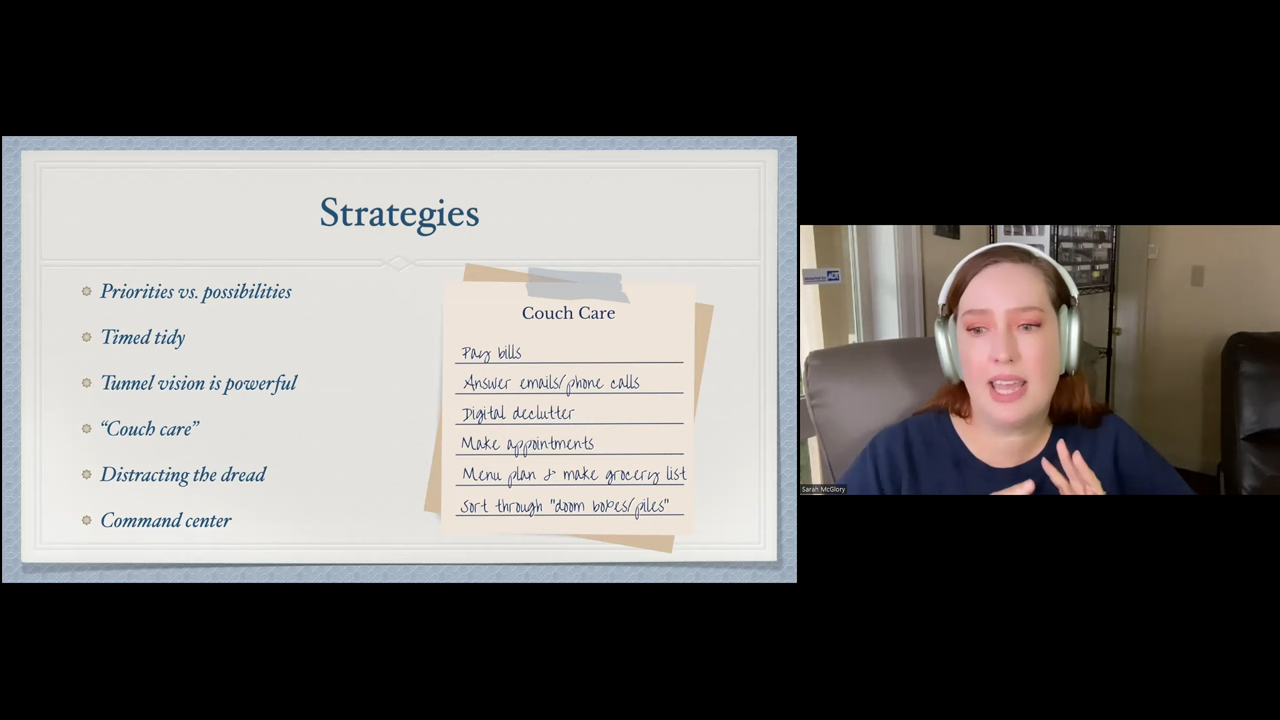 Strategies
Priorities vs. possibilities
Timed tidy
Tunnel vision is powerful
“Couch care”
Distracting the dread
Command center
Couch Care
Pay bills
Answer emails/phone calls
Digital declutter
Make appointments
Menu plan & make grocery list
Sort through "doom boxes/piles"
Sarah McGlory